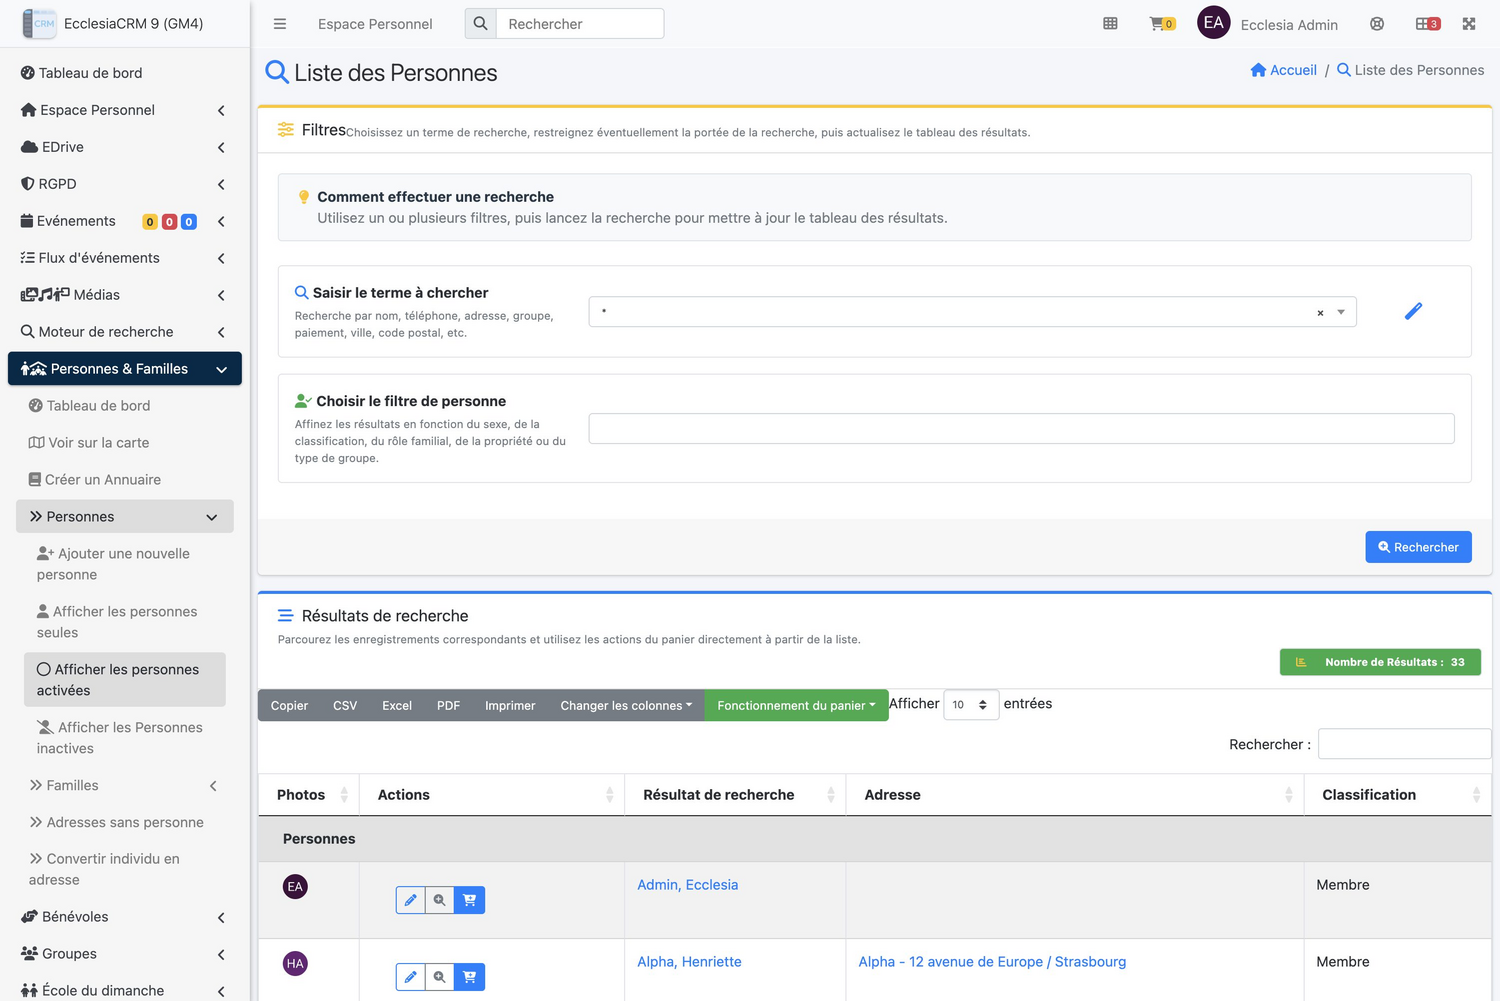 CRM
EcclesiaCRM 9 (GM4)
Espace Personnel
Rechercher
0
EA
Ecclesia Admin
3
Tableau de bord
Espace Personnel
EDrive
RGPD
Evénements
0 0 0
Flux d'événements
Médias
Moteur de recherche
Personnes & Familles
Tableau de bord
Voir sur la carte
Créer un Annuaire
Personnes
Ajouter une nouvelle
personne
Afficher les personnes
seules
Afficher les personnes
activées
Afficher les Personnes
inactives
Familles
Adresses sans personne
Convertir individu en
adresse
Bénévoles
Groupes
École du dimanche
Liste des Personnes
Accueil / Liste des Personnes
Filtres Choisissez un terme de recherche, restreignez éventuellement la portée de la recherche, puis actualisez le tableau des résultats.
Comment effectuer une recherche
Utilisez un ou plusieurs filtres, puis lancez la recherche pour mettre à jour le tableau des résultats.
Saisir le terme à chercher
Recherche par nom, téléphone, adresse, groupe,
paiement, ville, code postal, etc.
* ×
Choisir le filtre de personne
Affinez les résultats en fonction du sexe, de la
classification, du rôle familial, de la propriété ou du
type de groupe.
Rechercher
Résultats de recherche
Parcourez les enregistrements correspondants et utilisez les actions du panier directement à partir de la liste.
Nombre de Résultats : 33
Copier CSV Excel PDF Imprimer Changer les colonnes Fonctionnement du panier Afficher 10 entrées
Rechercher :
Photos Actions Résultat de recherche Adresse Classification
Personnes
EA Admin, Ecclesia Membre
HA Alpha, Henriette Alpha - 12 avenue de Europe / Strasbourg Membre